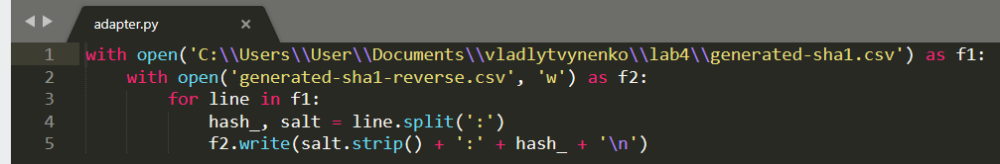 adapter.py ×
1 with open('C:\\Users\\User\\Documents\\vladlytvynenko\\lab4\\generated-sha1.csv') as f1:
2     with open('generated-sha1-reverse.csv', 'w') as f2:
3         for line in f1:
4             hash_, salt = line.split(':')
5             f2.write(salt.strip() + ':' + hash_ + '\n')